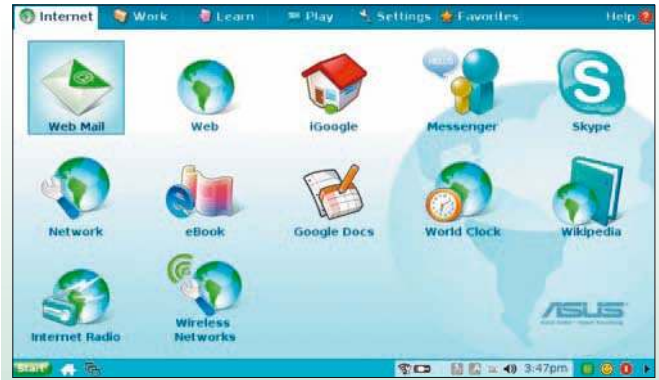 Internet Work Learn Play Settings Favorites Help ?
HELLO
Web Mail Web iGoogle Messenger Skype
S
Network eBook Google Docs World Clock Wikipedia
Internet Radio Wireless Networks
ASUS
Start 3:47pm